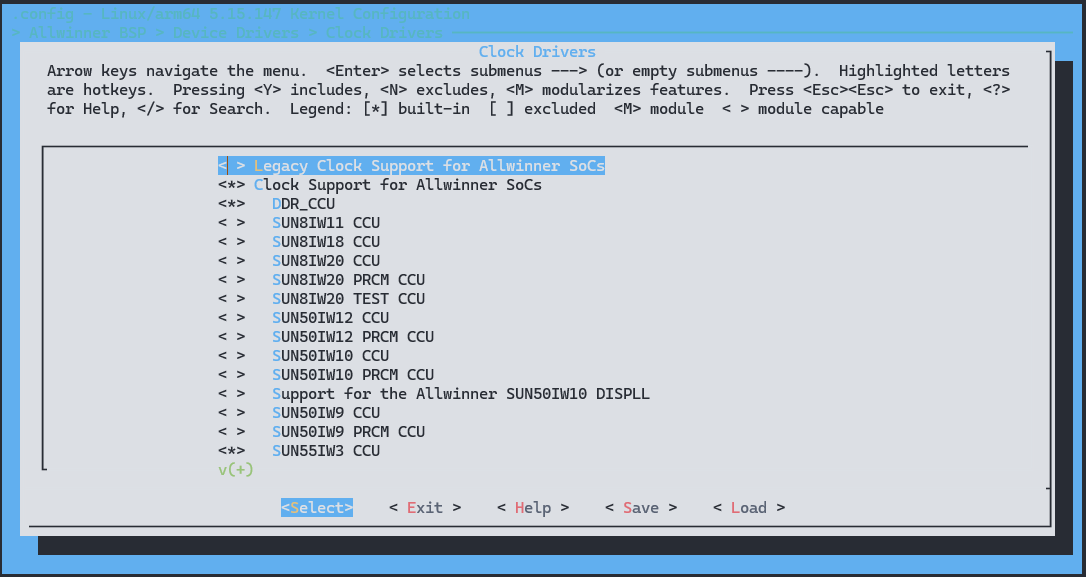 config - Linux/arm64 5.15.147 Kernel Configuration
> Allwinner BSP > Device Drivers > Clock Drivers
Clock Drivers
Arrow keys navigate the menu.  <Enter> selects submenus ---> (or empty submenus ----).  Highlighted letters
are hotkeys.  Pressing <Y> includes, <N> excludes, <M> modularizes features.  Press <Esc><Esc> to exit, <?>
for Help, </> for Search.  Legend: [*] built-in  [ ] excluded  <M> module  < > module capable
< > Legacy Clock Support for Allwinner SoCs
<*> Clock Support for Allwinner SoCs
<*>   DDR_CCU
< >   SUN8IW11 CCU
< >   SUN8IW18 CCU
< >   SUN8IW20 CCU
< >   SUN8IW20 PRCM CCU
< >   SUN8IW20 TEST CCU
< >   SUN50IW12 CCU
< >   SUN50IW12 PRCM CCU
< >   SUN50IW10 CCU
< >   SUN50IW10 PRCM CCU
< >   Support for the Allwinner SUN50IW10 DISPLL
< >   SUN50IW9 CCU
< >   SUN50IW9 PRCM CCU
<*>   SUN55IW3 CCU
v(+)
<Select>    < Exit >    < Help >    < Save >    < Load >